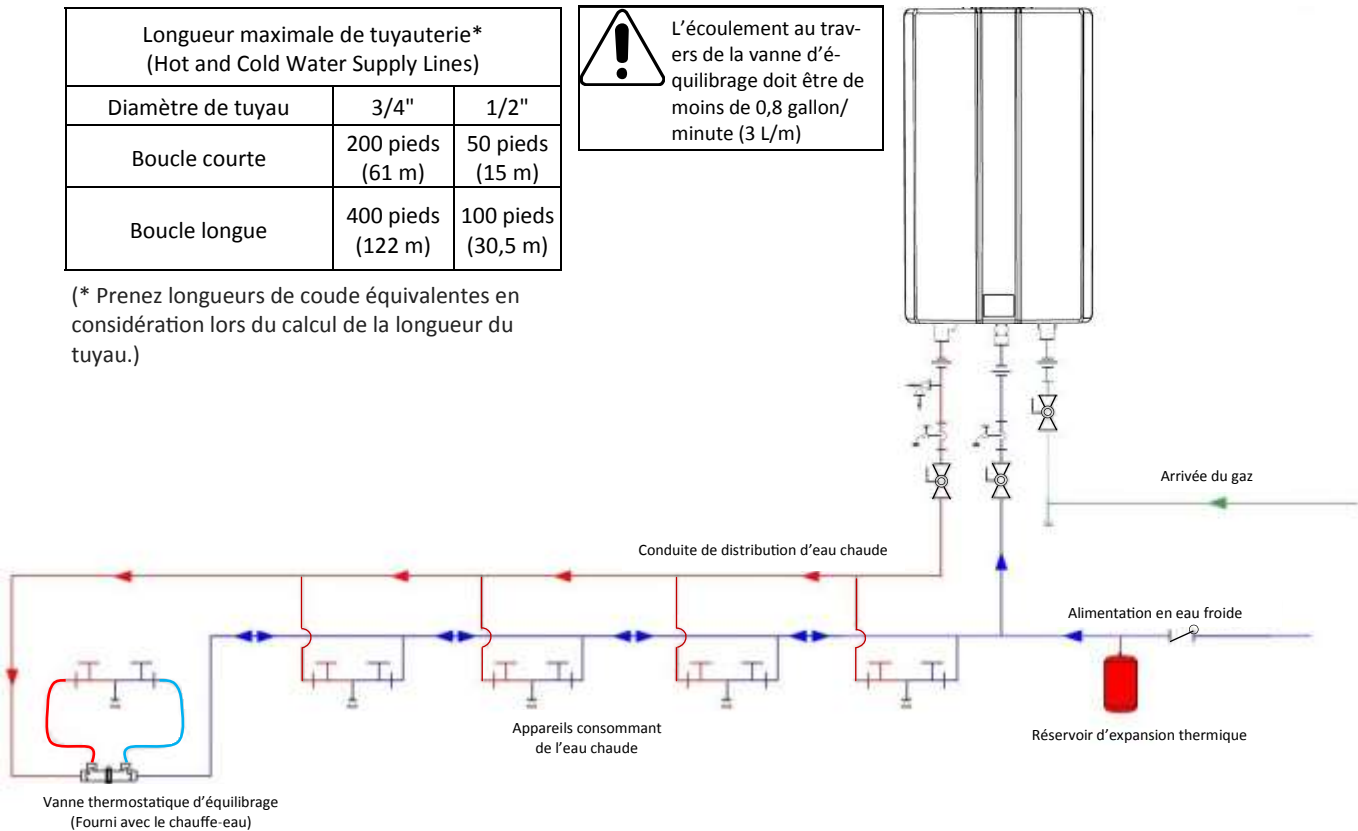 Longueur maximale de tuyauterie*
(Hot and Cold Water Supply Lines)
Diamètre de tuyau 3/4" 1/2"
Boucle courte 200 pieds (61 m) 50 pieds (15 m)
Boucle longue 400 pieds (122 m) 100 pieds (30,5 m)
(* Prenez longueurs de coude équivalentes en
considération lors du calcul de la longueur du
tuyau.)
L'écoulement au trav-
ers de la vanne d'é-
quilibrage doit être de
moins de 0,8 gallon/
minute (3 L/m)
Arrivée du gaz
Conduite de distribution d'eau chaude
Alimentation en eau froide
Appareils consommant
de l'eau chaude
Réservoir d'expansion thermique
Vanne thermostatique d'équilibrage
(Fourni avec le chauffe-eau)